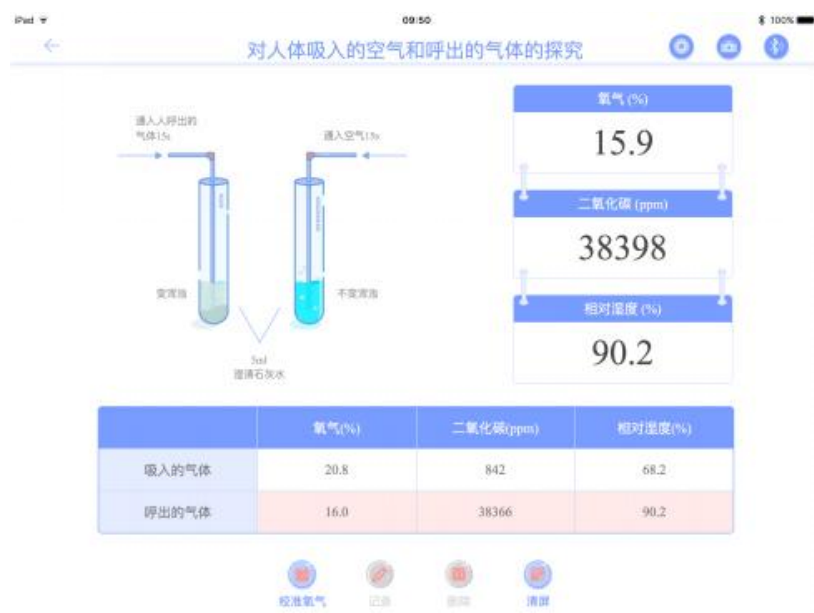 iPad
09:50
100%
对人体吸入的空气和呼出的气体的探究
通入人呼出的
气体15s
通入空气15s
变浑浊
不变浑浊
5ml
澄清石灰水
氧气 (%)
15.9
二氧化碳 (ppm)
38398
相对湿度 (%)
90.2
氧气(%) 二氧化碳(ppm) 相对湿度(%)
吸入的气体 20.8 842 68.2
呼出的气体 16.0 38366 90.2
校准氧气 记录 删除 清屏